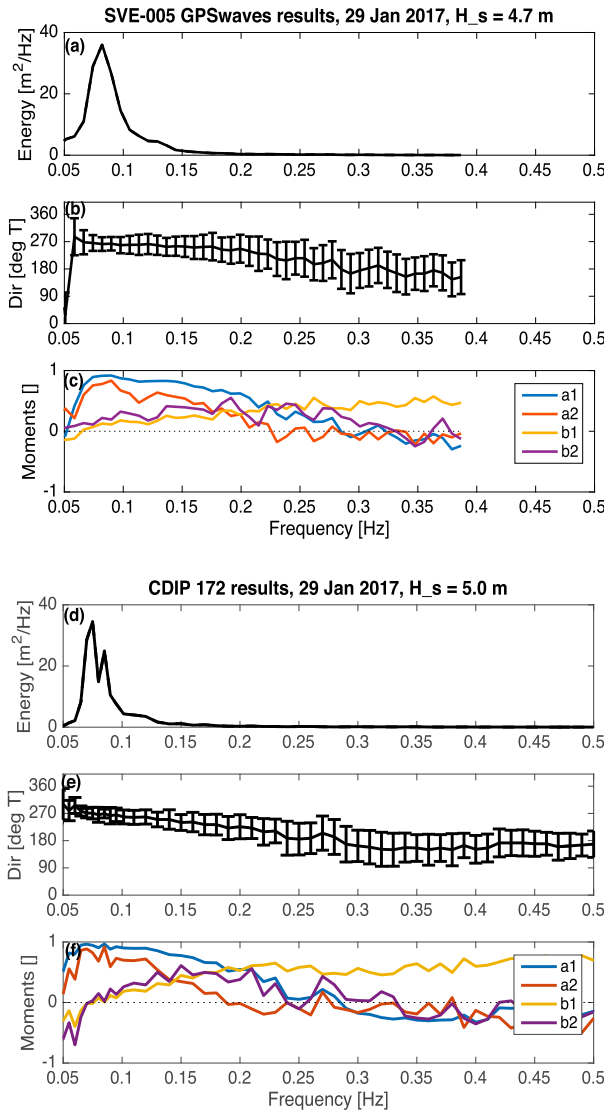 SVE-005 GPSwaves results, 29 Jan 2017, H_s = 4.7 m
(a)
Energy [m²/Hz]
40
20
0
0.05 0.1 0.15 0.2 0.25 0.3 0.35 0.4 0.45 0.5
(b)
Dir [deg T]
360
270
180
90
0
0.05 0.1 0.15 0.2 0.25 0.3 0.35 0.4 0.45 0.5
(c)
Moments []
1
0
-1
a1
a2
b1
b2
0.05 0.1 0.15 0.2 0.25 0.3 0.35 0.4 0.45 0.5
Frequency [Hz]
CDIP 172 results, 29 Jan 2017, H_s = 5.0 m
(d)
Energy [m²/Hz]
40
20
0
0.05 0.1 0.15 0.2 0.25 0.3 0.35 0.4 0.45 0.5
(e)
Dir [deg T]
360
270
180
90
0
0.05 0.1 0.15 0.2 0.25 0.3 0.35 0.4 0.45 0.5
(f)
Moments []
1
0
-1
a1
a2
b1
b2
0.05 0.1 0.15 0.2 0.25 0.3 0.35 0.4 0.45 0.5
Frequency [Hz]